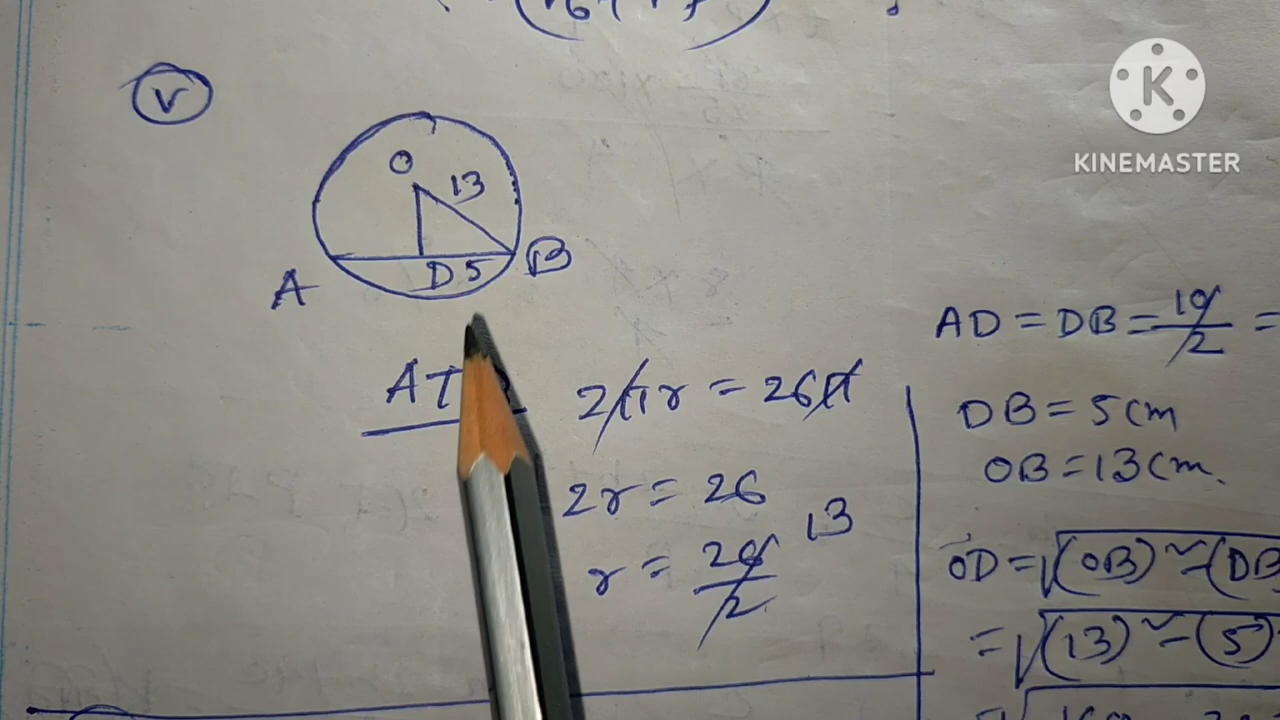 V
KINEMASTER
O
13
A
D 5
B
2πr = 26π
2r = 26
r = 26/2 13
AD = DB = 10/2 =
DB = 5cm
OB = 13cm.
OD = √(OB)² - (DB
= √(13)² - (5)